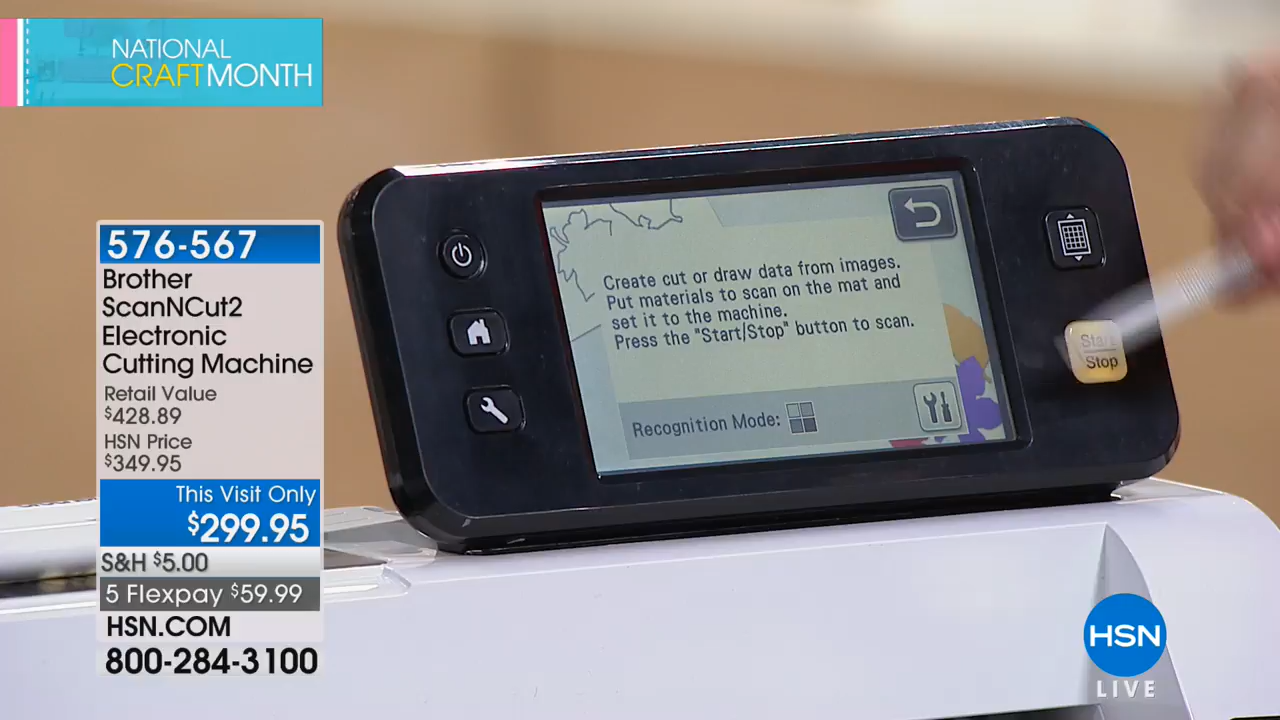 NATIONAL
CRAFTMONTH
576-567
Brother
ScanNCut2
Electronic
Cutting Machine
Retail Value
$428.89
HSN Price
$349.95
This Visit Only
$299.95
S&H $5.00
5 Flexpay $59.99
HSN.COM
800-284-3100
Create cut or draw data from images.
Put materials to scan on the mat and
set it to the machine.
Press the "Start/Stop" button to scan.
Recognition Mode:
Start
Stop
HSN
LIVE